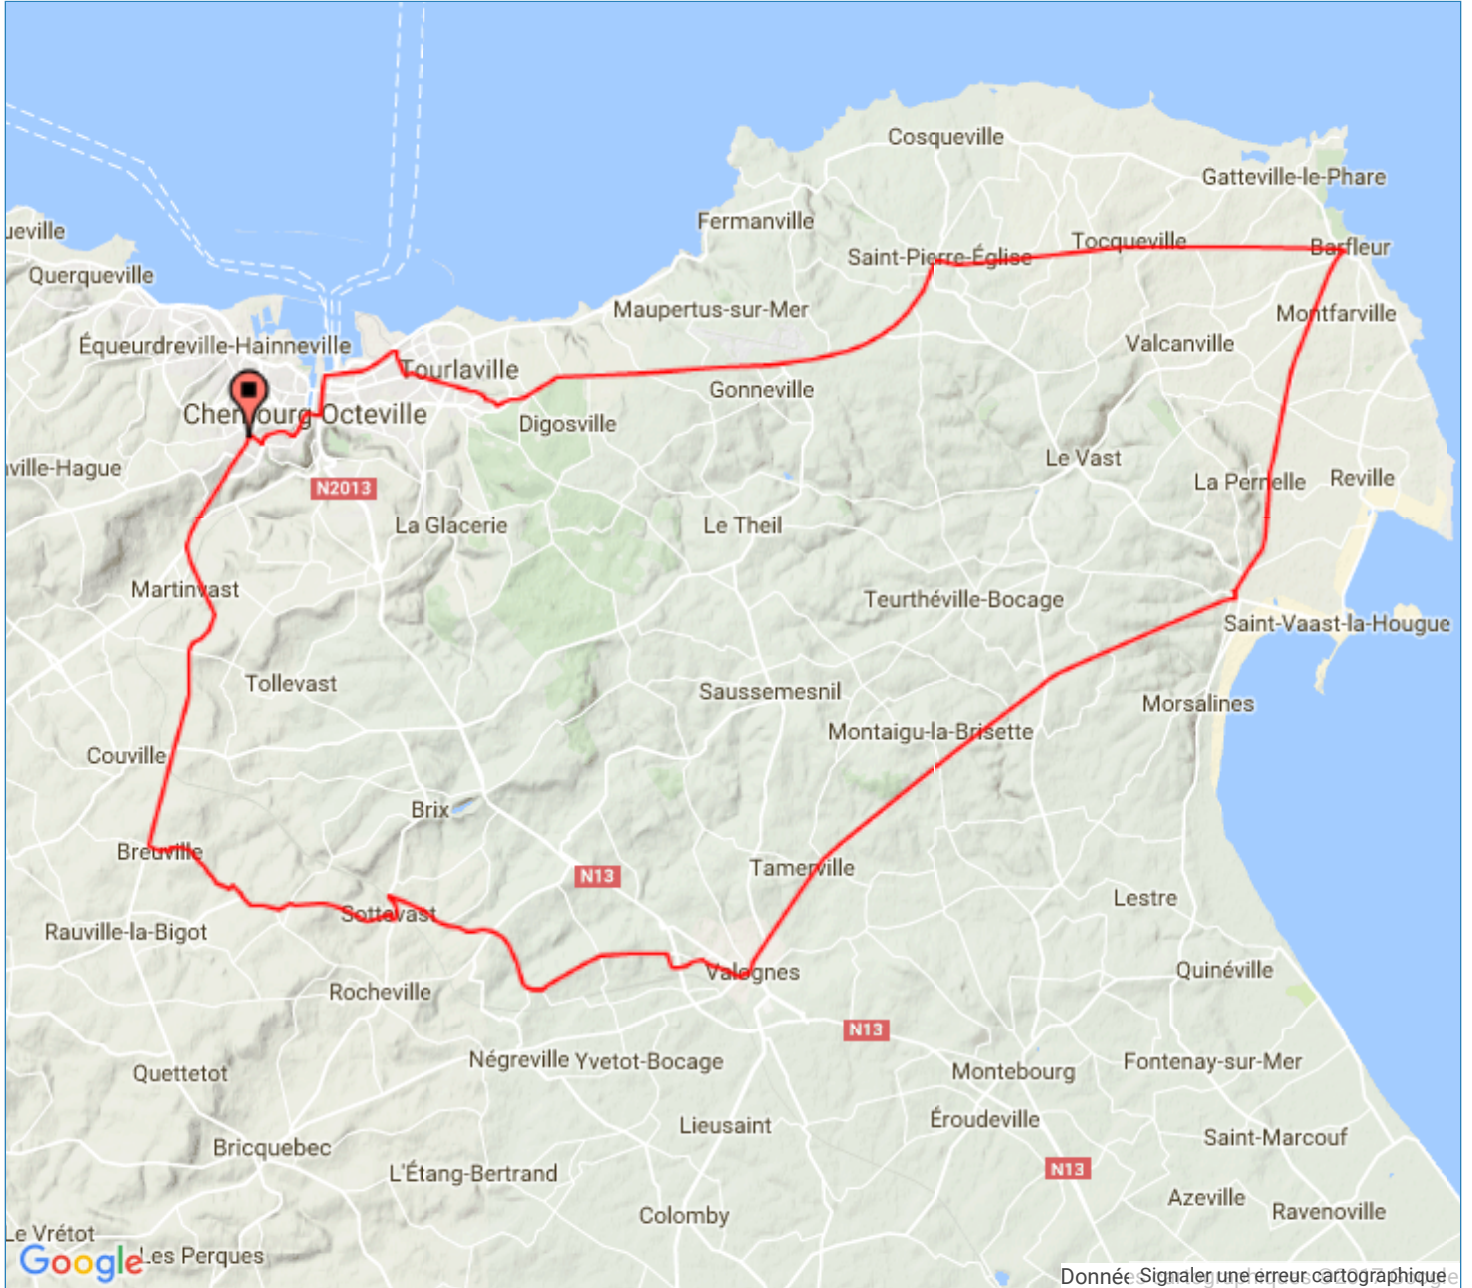 Cosqueville
Gatteville-le-Phare
Fermanville
ueville
Tocqueville
Barfleur
Saint-Pierre-Église
Querqueville
Maupertus-sur-Mer
Montfarville
Équeurdreville-Hainneville
Valcanville
Tourlaville
Gonneville
Cherbourg-Octeville
Digosville
ville-Hague
Le Vast
La Pernelle
Reville
N2013
La Glacerie
Le Theil
Martinvast
Teurthéville-Bocage
Saint-Vaast-la-Hougue
Tollevast
Saussemesnil
Morsalines
Montaigu-la-Brisette
Couville
Brix
Breuville
Tamerville
N13
Lestre
Sottevast
Rauville-la-Bigot
Valognes
Quinéville
Rocheville
N13
Négreville
Yvetot-Bocage
Fontenay-sur-Mer
Quettetot
Montebourg
Éroudeville
Lieusaint
Saint-Marcouf
Bricquebec
L'Étang-Bertrand
N13
Azeville
Ravenoville
Colomby
Le Vrétot
Les Perques
Google
Signaler une erreur cartographique